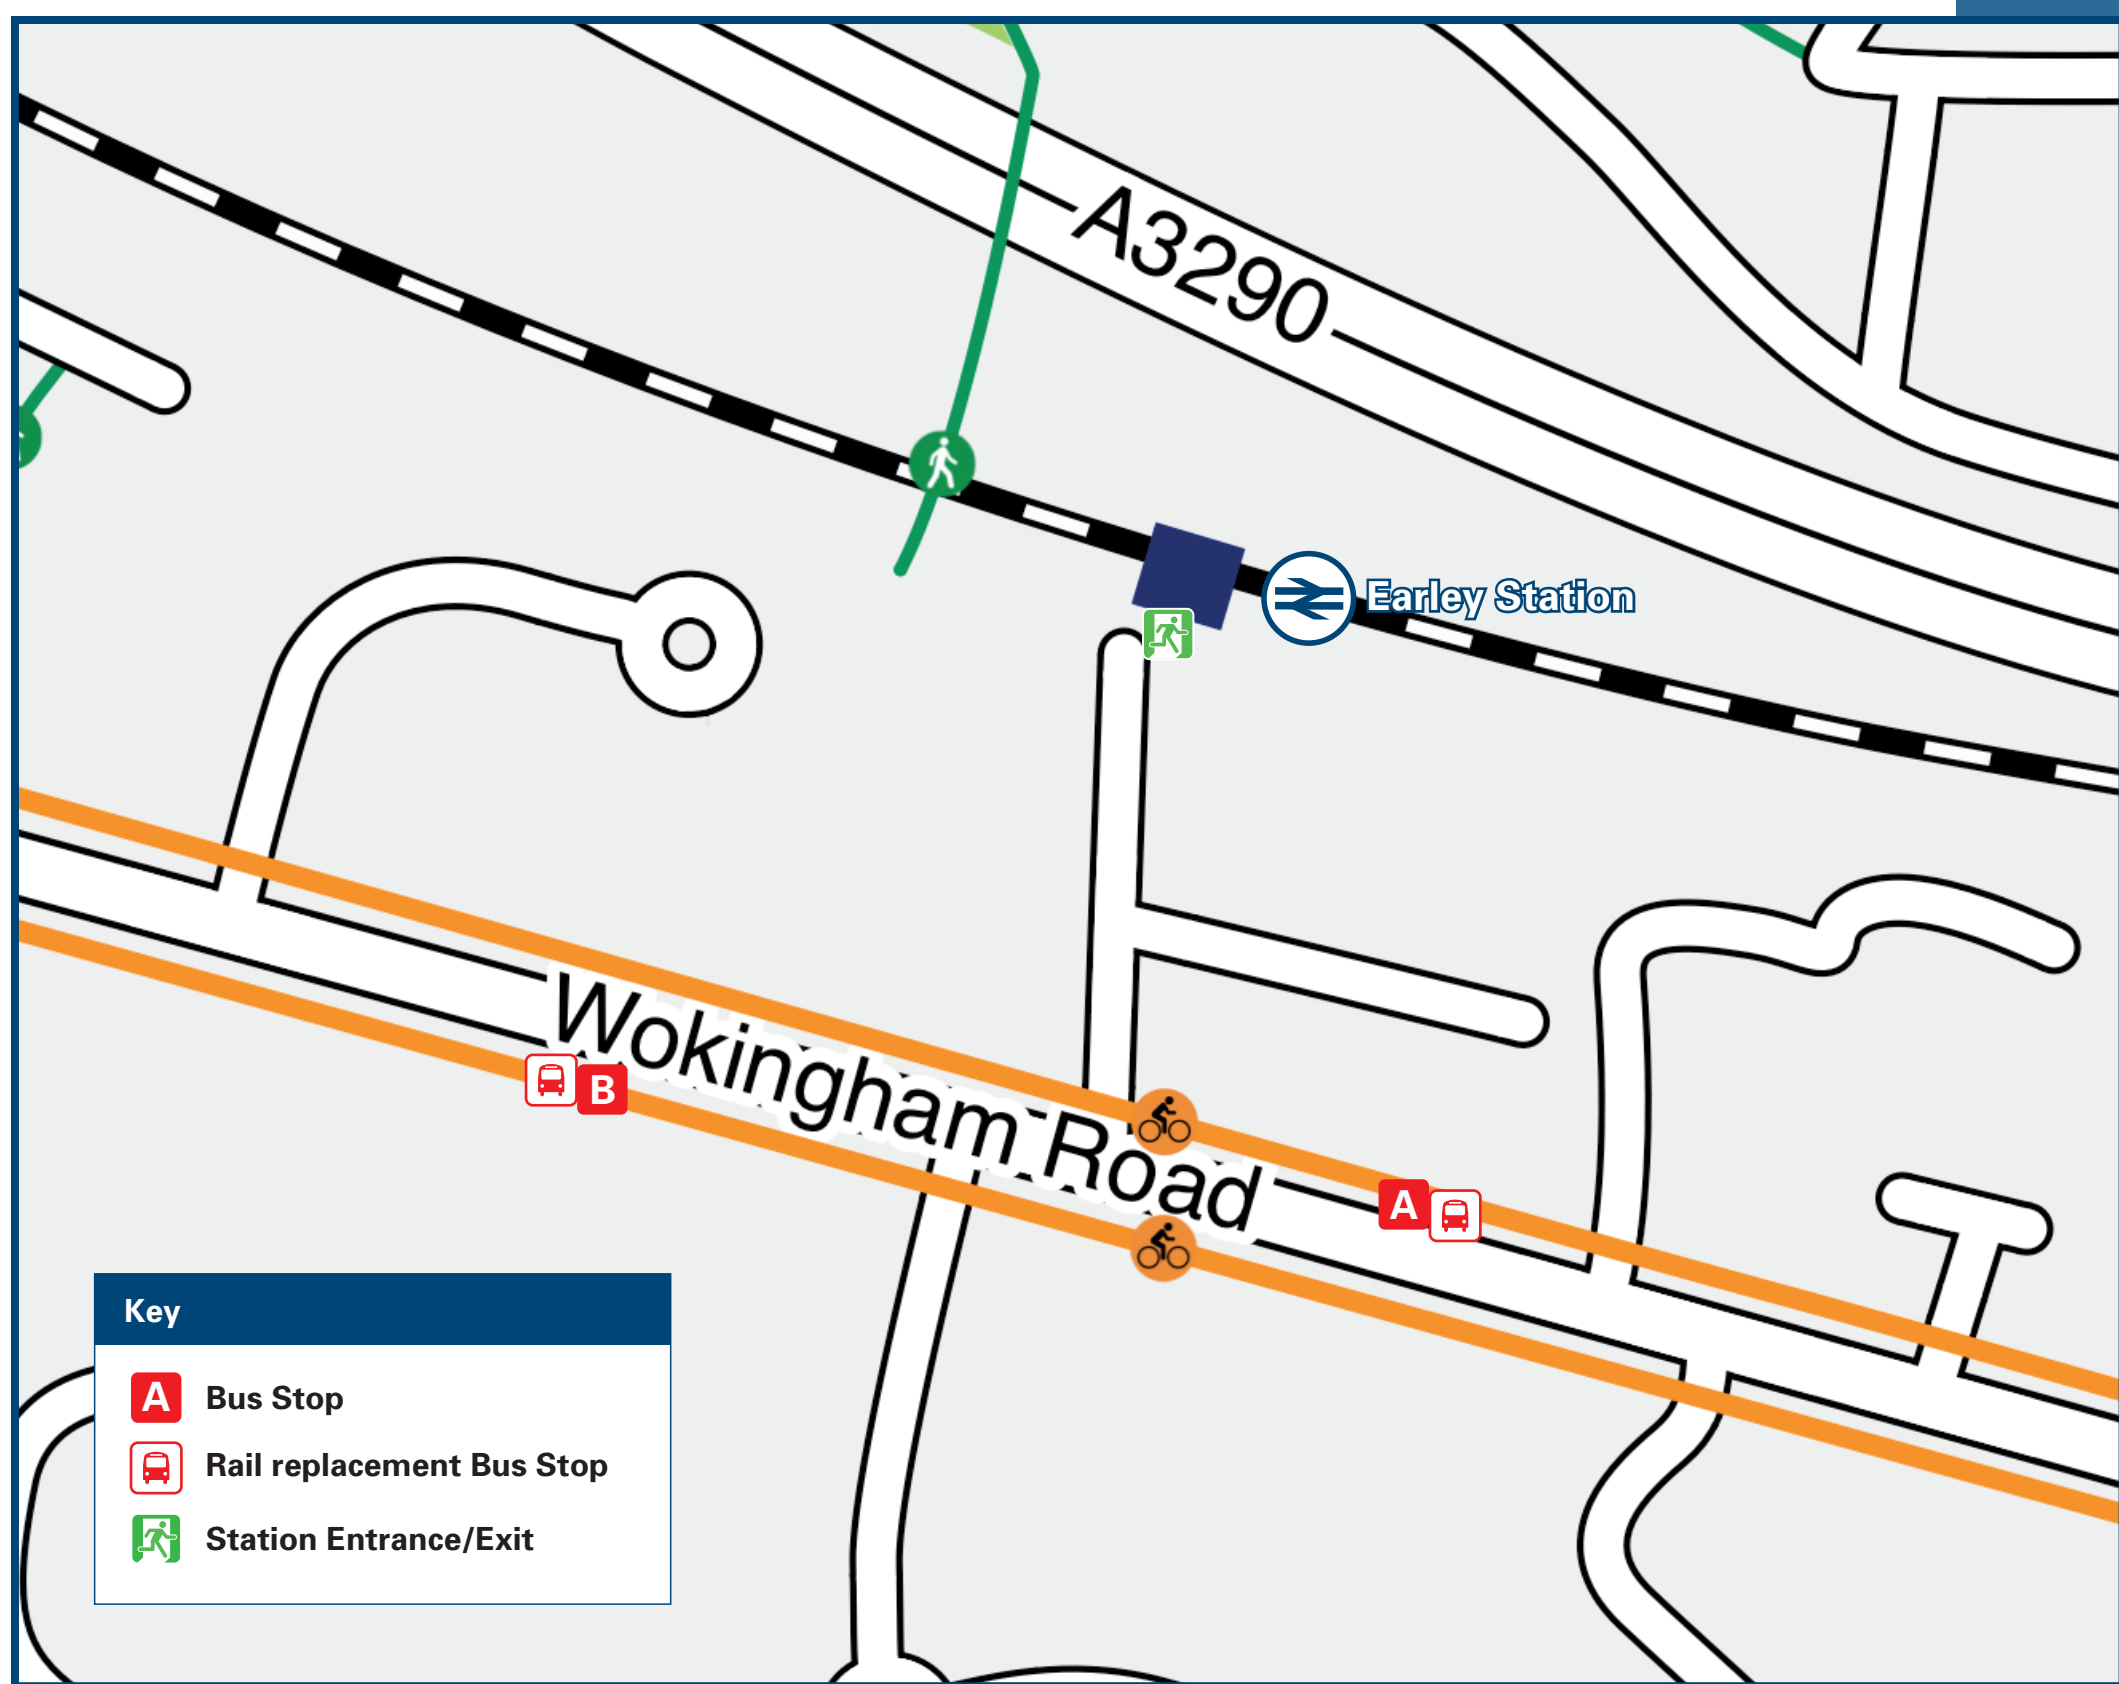 A3290
Earley Station
Wokingham Road
B
A
Key
A Bus Stop
Rail replacement Bus Stop
Station Entrance/Exit